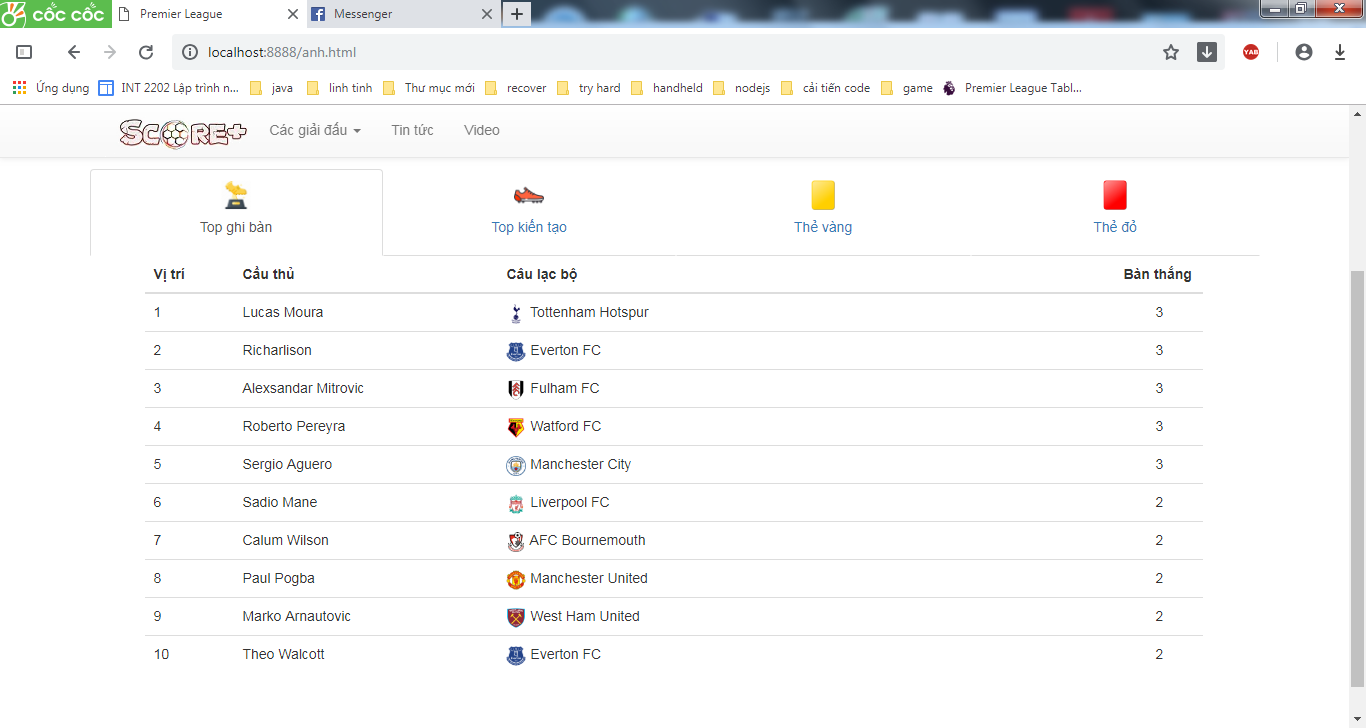 cốc cốc Premier League Messenger
localhost:8888/anh.html YAB
Ứng dụng INT 2202 Lập trình n... java linh tinh Thư mục mới recover try hard handheld nodejs cải tiến code game Premier League Tabl...
SCORE+ Các giải đấu Tin tức Video
Top ghi bàn Top kiến tạo Thẻ vàng Thẻ đỏ
Vị trí Cầu thủ Câu lạc bộ Bàn thắng
1 Lucas Moura Tottenham Hotspur 3
2 Richarlison Everton FC 3
3 Alexsandar Mitrovic Fulham FC 3
4 Roberto Pereyra Watford FC 3
5 Sergio Aguero Manchester City 3
6 Sadio Mane Liverpool FC 2
7 Calum Wilson AFC Bournemouth 2
8 Paul Pogba Manchester United 2
9 Marko Arnautovic West Ham United 2
10 Theo Walcott Everton FC 2